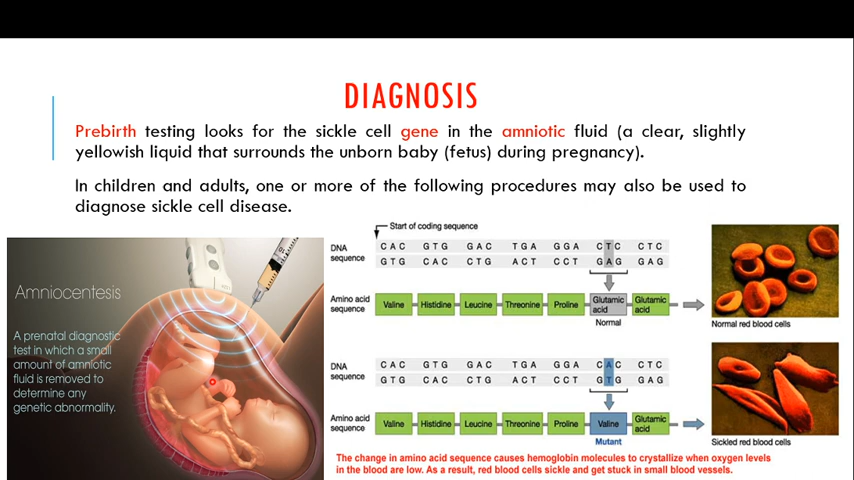 DIAGNOSIS
Prebirth testing looks for the sickle cell gene in the amniotic fluid (a clear, slightly
yellowish liquid that surrounds the unborn baby (fetus) during pregnancy).
In children and adults, one or more of the following procedures may also be used to
diagnose sickle cell disease.
Amniocentesis
A prenatal diagnostic
test in which a small
amount of amniotic
fluid is removed to
determine any
genetic abnormality.
Start of coding sequence
DNA
sequence
CAC GTG GAC TGA GGA CTC CTC
GTG CAC CTG ACT CCT GAG GAG
Amino acid
sequence
Valine Histidine Leucine Threonine Proline Glutamic
acid Glutamic
acid
Normal
Normal red blood cells
DNA
sequence
CAC GTG GAC TGA GGA CAC CTC
GTG CAC CTG ACT CCT GTG GAG
Amino acid
sequence
Valine Histidine Leucine Threonine Proline Valine Glutamic
acid
Mutant
Sickled red blood cells
The change in amino acid sequence causes hemoglobin molecules to crystallize when oxygen levels
in the blood are low. As a result, red blood cells sickle and get stuck in small blood vessels.